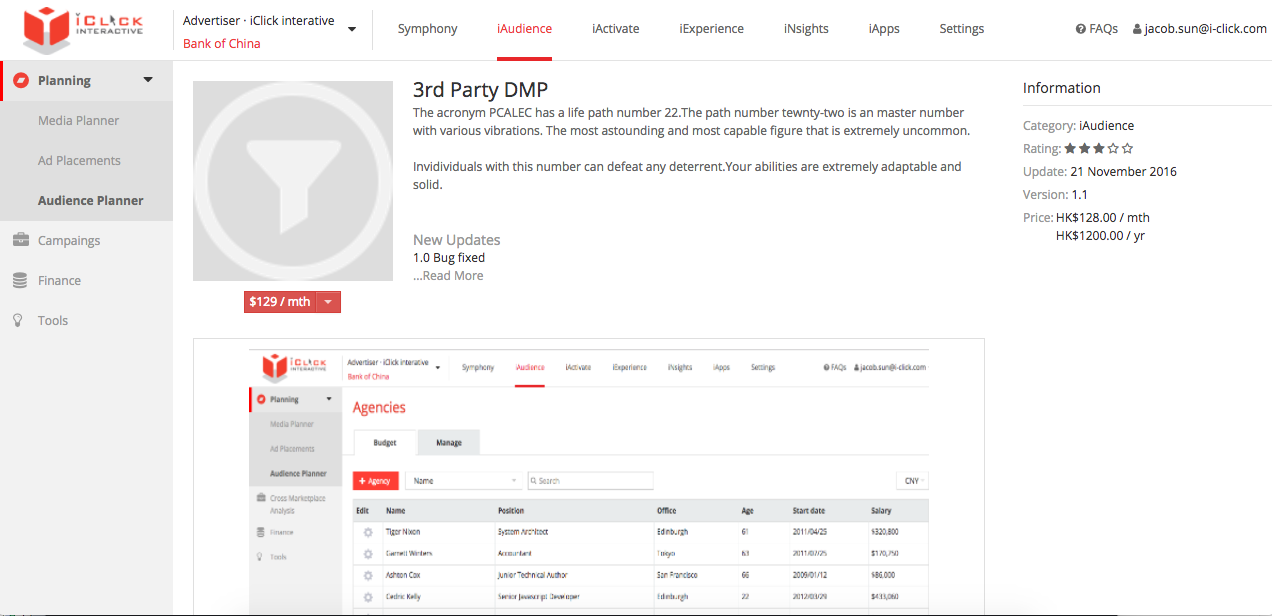 iCLICK
INTERACTIVE
Advertiser · iClick interative
Bank of China
Symphony
iAudience
iActivate
iExperience
iNsights
iApps
Settings
FAQs
jacob.sun@i-click.com
Planning
Media Planner
Ad Placements
Audience Planner
Campaings
Finance
Tools
$129 / mth
3rd Party DMP
The acronym PCALEC has a life path number 22.The path number tewnty-two is an master number
with various vibrations. The most astounding and most capable figure that is extremely uncommon.
Invidividuals with this number can defeat any deterrent.Your abilities are extremely adaptable and
solid.
New Updates
1.0 Bug fixed
...Read More
Information
Category: iAudience
Rating:
Update: 21 November 2016
Version: 1.1
Price: HK$128.00 / mth
HK$1200.00 / yr
iCLICK
INTERACTIVE
Advertiser · iClick interative
Bank of China
Symphony
iAudience
iActivate
iExperience
iNsights
iApps
Settings
FAQs
jacob.sun@i-click.com
Planning
Media Planner
Ad Placements
Audience Planner
Cross Marketplace
Analysis
Finance
Tools
Agencies
Budget
Manage
+ Agency
Name
Search
CNY
Edit Name Position Office Age Start date Salary
Tiger Nixon System Architect Edinburgh 61 2011/04/25 $320,800
Garrett Winters Accountant Tokyo 63 2011/07/25 $170,750
Ashton Cox Junior Technical Author San Francisco 66 2009/01/12 $86,000
Cedric Kelly Senior Javascript Developer Edinburgh 22 2012/03/29 $433,060